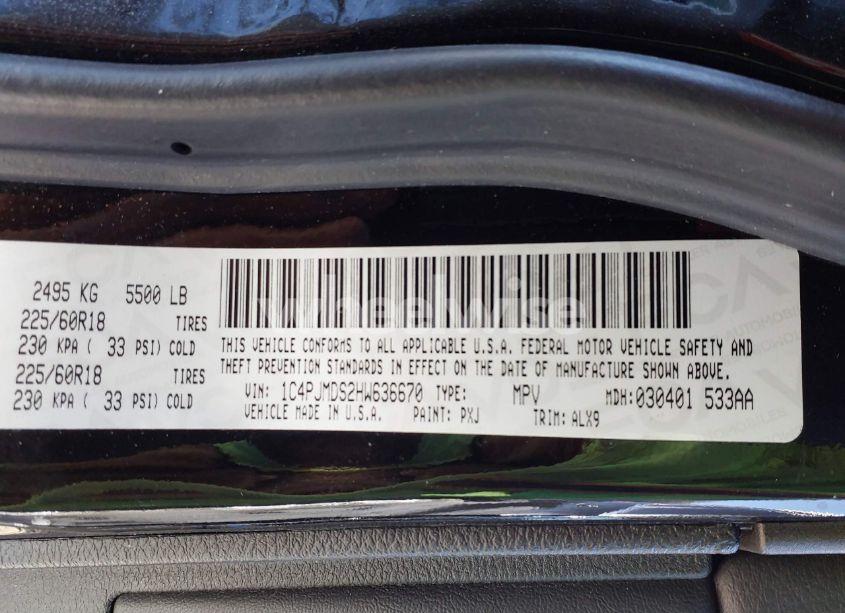 2495 KG 5500 LB
225/60R18 TIRES
230 KPA ( 33 PSI) COLD
225/60R18 TIRES
230 KPA ( 33 PSI) COLD
wheelwise
THIS VEHICLE CONFORMS TO ALL APPLICABLE U.S.A. FEDERAL MOTOR VEHICLE SAFETY AND
THEFT PREVENTION STANDARDS IN EFFECT ON THE DATE OF MANUFACTURE SHOWN ABOVE.
VIN: 1C4PJMDS2HW636670 TYPE: MPV MDH: 030401 533AA
VEHICLE MADE IN U.S.A. PAINT: PXJ TRIM: ALX9